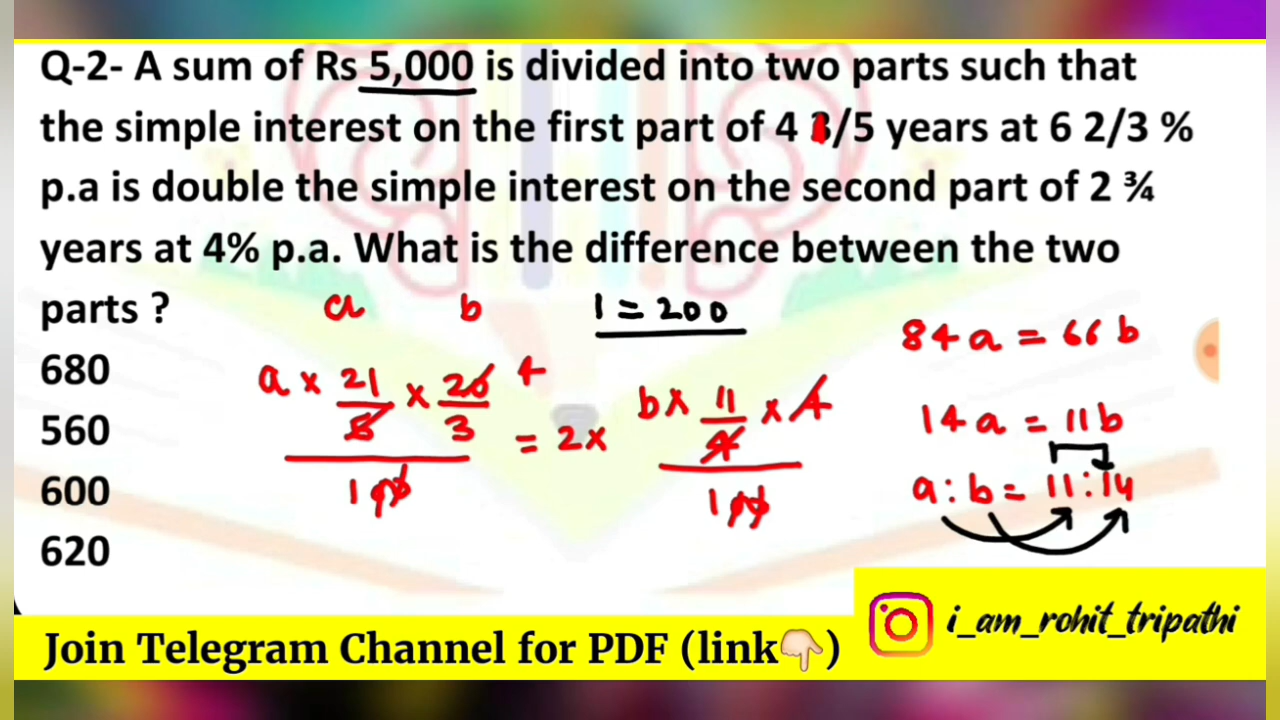 Q-2- A sum of Rs 5,000 is divided into two parts such that
the simple interest on the first part of 4 1/5 years at 6 2/3 %
p.a is double the simple interest on the second part of 2 ¾
years at 4% p.a. What is the difference between the two
parts ?
a b
1 = 200
680
560
600
620
a × 21/5 × 20/3 4
100
= 2×
b × 11/4 × 4
100
84a = 66b
14a = 11b
a : b = 11 : 14
i_am_rohit_tripathi
Join Telegram Channel for PDF (link👇🏻)